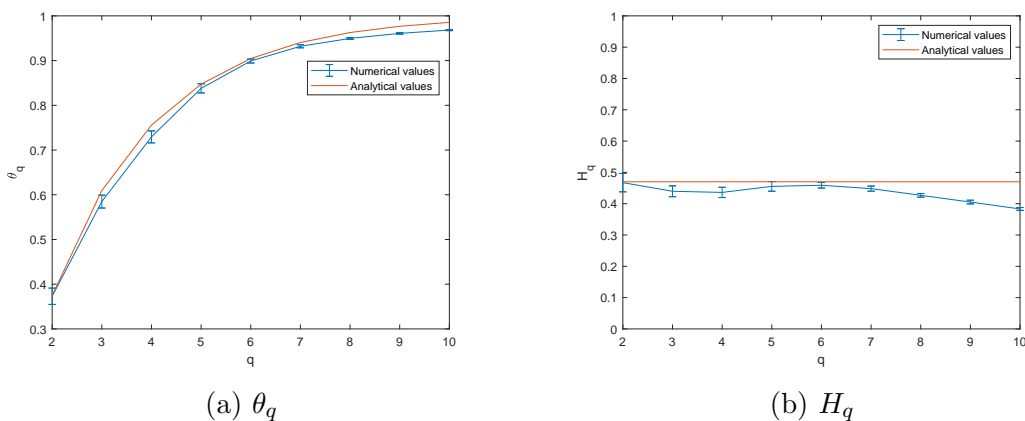 1
0.9
0.8
0.7
0.6
0.5
0.4
0.3
θq
2 3 4 5 6 7 8 9 10
q
Numerical values
Analytical values
(a) θq
1
0.9
0.8
0.7
0.6
0.5
0.4
0.3
0.2
0.1
0
Hq
2 3 4 5 6 7 8 9 10
q
Numerical values
Analytical values
(b) Hq